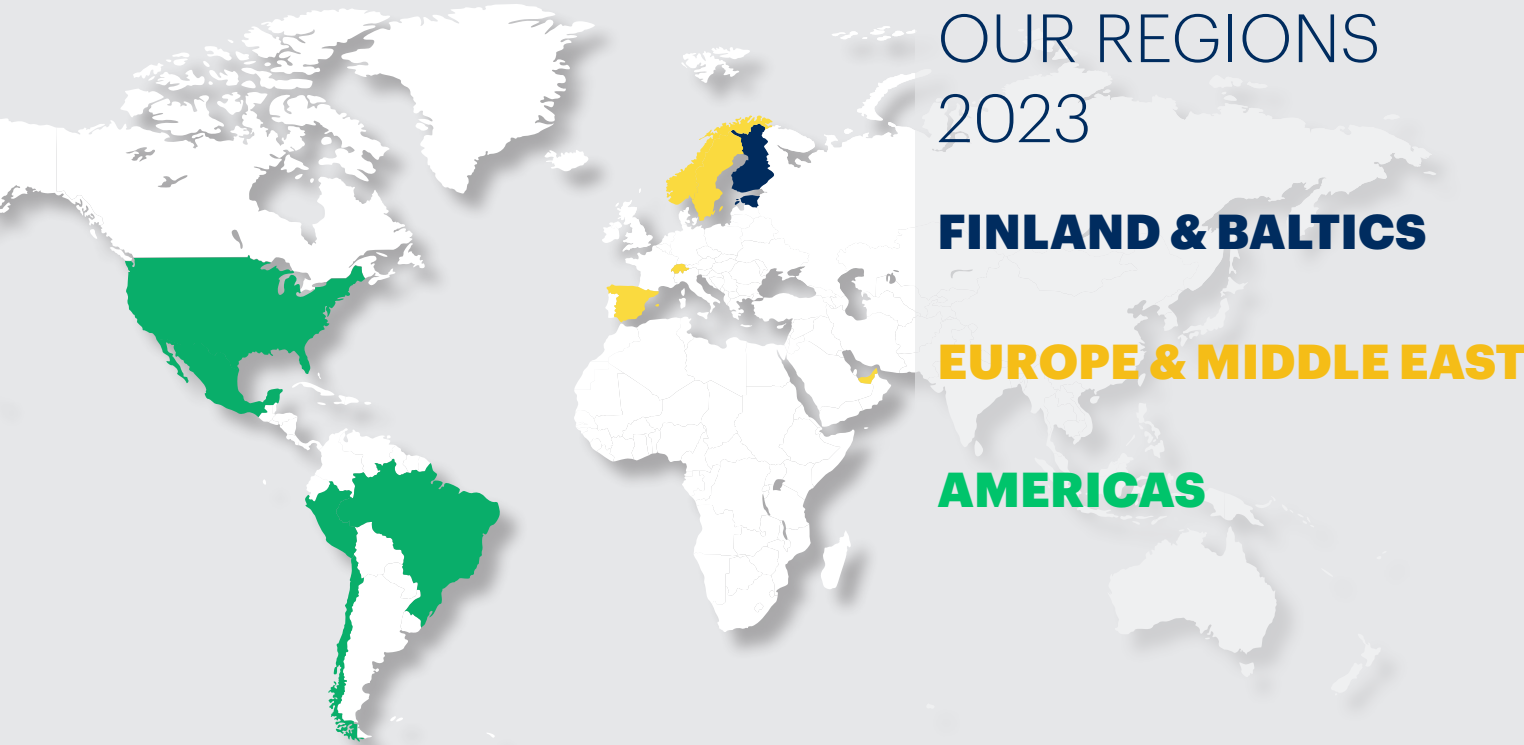 OUR REGIONS
2023
FINLAND & BALTICS
EUROPE & MIDDLE EAST
AMERICAS